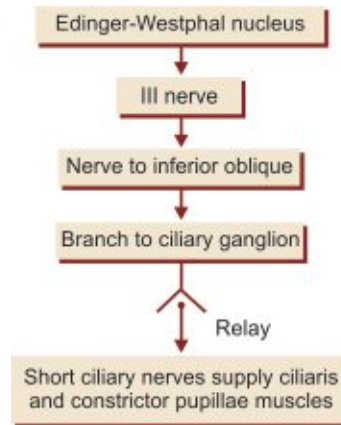 Edinger-Westphal nucleus
III nerve
Nerve to inferior oblique
Branch to ciliary ganglion
Relay
Short ciliary nerves supply ciliaris
and constrictor pupillae muscles